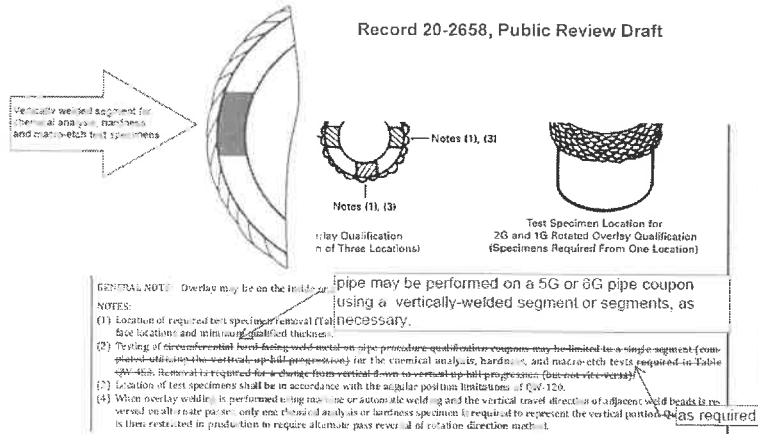 Record 20-2658, Public Review Draft
Vertically welded segment for
chemical analysis, hardness
and macro-etch test specimens
Notes (1), (3)
Notes (1), (3)
rlay Qualification
n of Three Locations)
Test Specimen Location for
2G and 1G Rotated Overlay Qualification
(Specimens Required From One Location)
GENERAL NOTE: Overlay may be on the inside or
pipe may be performed on a 5G or 6G pipe coupon
using a vertically-welded segment or segments, as
necessary.
NOTES:
(1) Location of required test specimen removal (Tab
face locations and minimum qualified thickness.
(2) Testing of circumferential hard-facing weld metal on pipe procedure qualification coupons may be limited to a single segment (com-
pleted utilizing the vertical, up-hill progression) for the chemical analysis, hardness, and macro-etch tests required in Table
QW-453. Removal is required for a change from vertical down to vertical up-hill progression (but not vice-versa).
(3) Location of test specimens shall be in accordance with the angular position limitations of QW-120.
(4) When overlay welding is performed using machine or automatic welding and the vertical travel direction of adjacent weld beads is re-
versed on alternate passes, only one chemical analysis or hardness specimen is required to represent the vertical portion.
is then restricted in production to require alternate pass reversal of rotation direction method.
as required